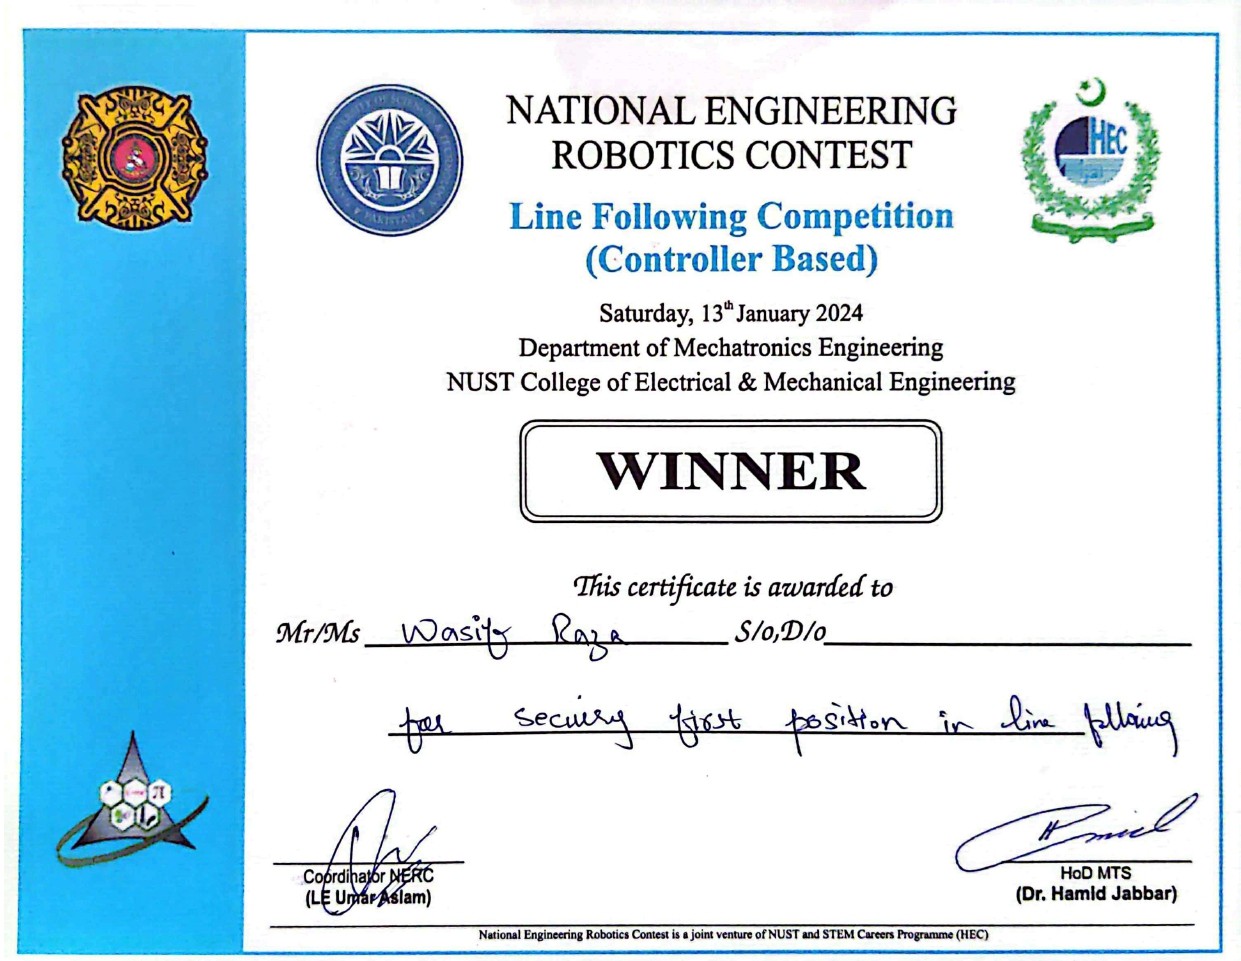 NATIONAL ENGINEERING
ROBOTICS CONTEST
HEC
Line Following Competition
(Controller Based)
Saturday, 13th January 2024
Department of Mechatronics Engineering
NUST College of Electrical & Mechanical Engineering
WINNER
This certificate is awarded to
Mr/Ms Wasif Raza S/o,D/o
for securing first position in line following
Coordinator NERC
(LE Umar Aslam)
HoD MTS
(Dr. Hamid Jabbar)
National Engineering Robotics Contest is a joint venture of NUST and STEM Careers Programme (HEC)